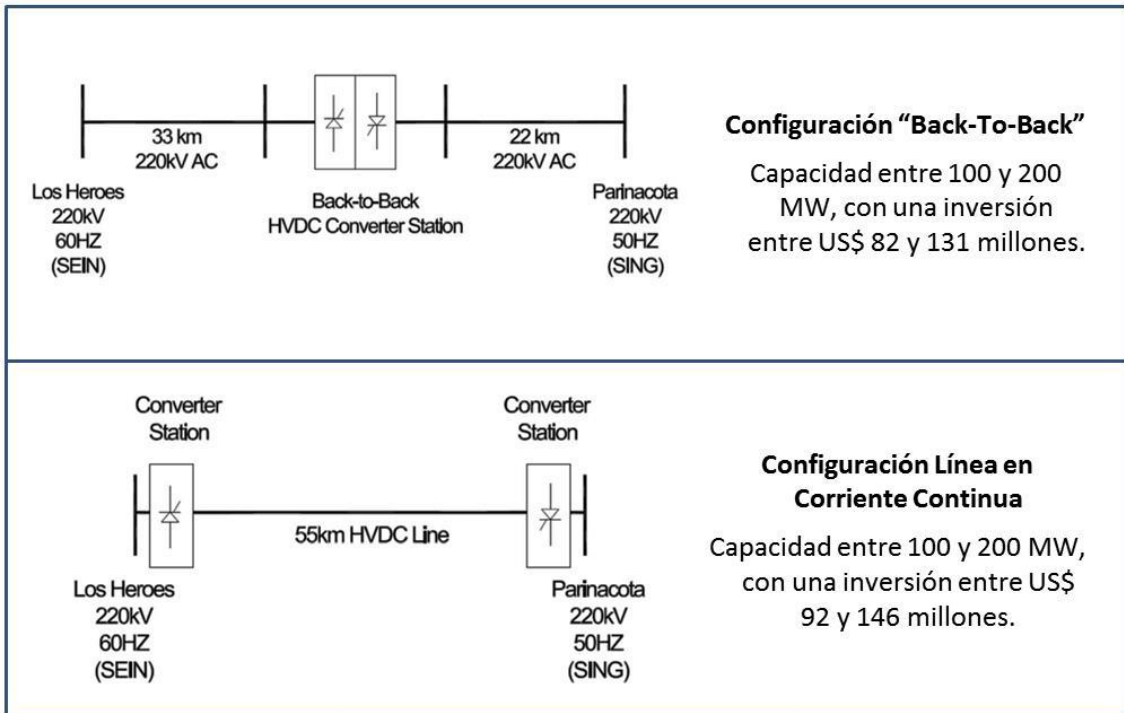 33 km
220kV AC
22 km
220kV AC
Los Heroes
220kV
60HZ
(SEIN)
Back-to-Back
HVDC Converter Station
Parinacota
220kV
50HZ
(SING)
Configuración “Back-To-Back”
Capacidad entre 100 y 200
MW, con una inversión
entre US$ 82 y 131 millones.
Converter
Station
Converter
Station
55km HVDC Line
Los Heroes
220kV
60HZ
(SEIN)
Parinacota
220kV
50HZ
(SING)
Configuración Línea en
Corriente Continua
Capacidad entre 100 y 200 MW,
con una inversión entre US$
92 y 146 millones.